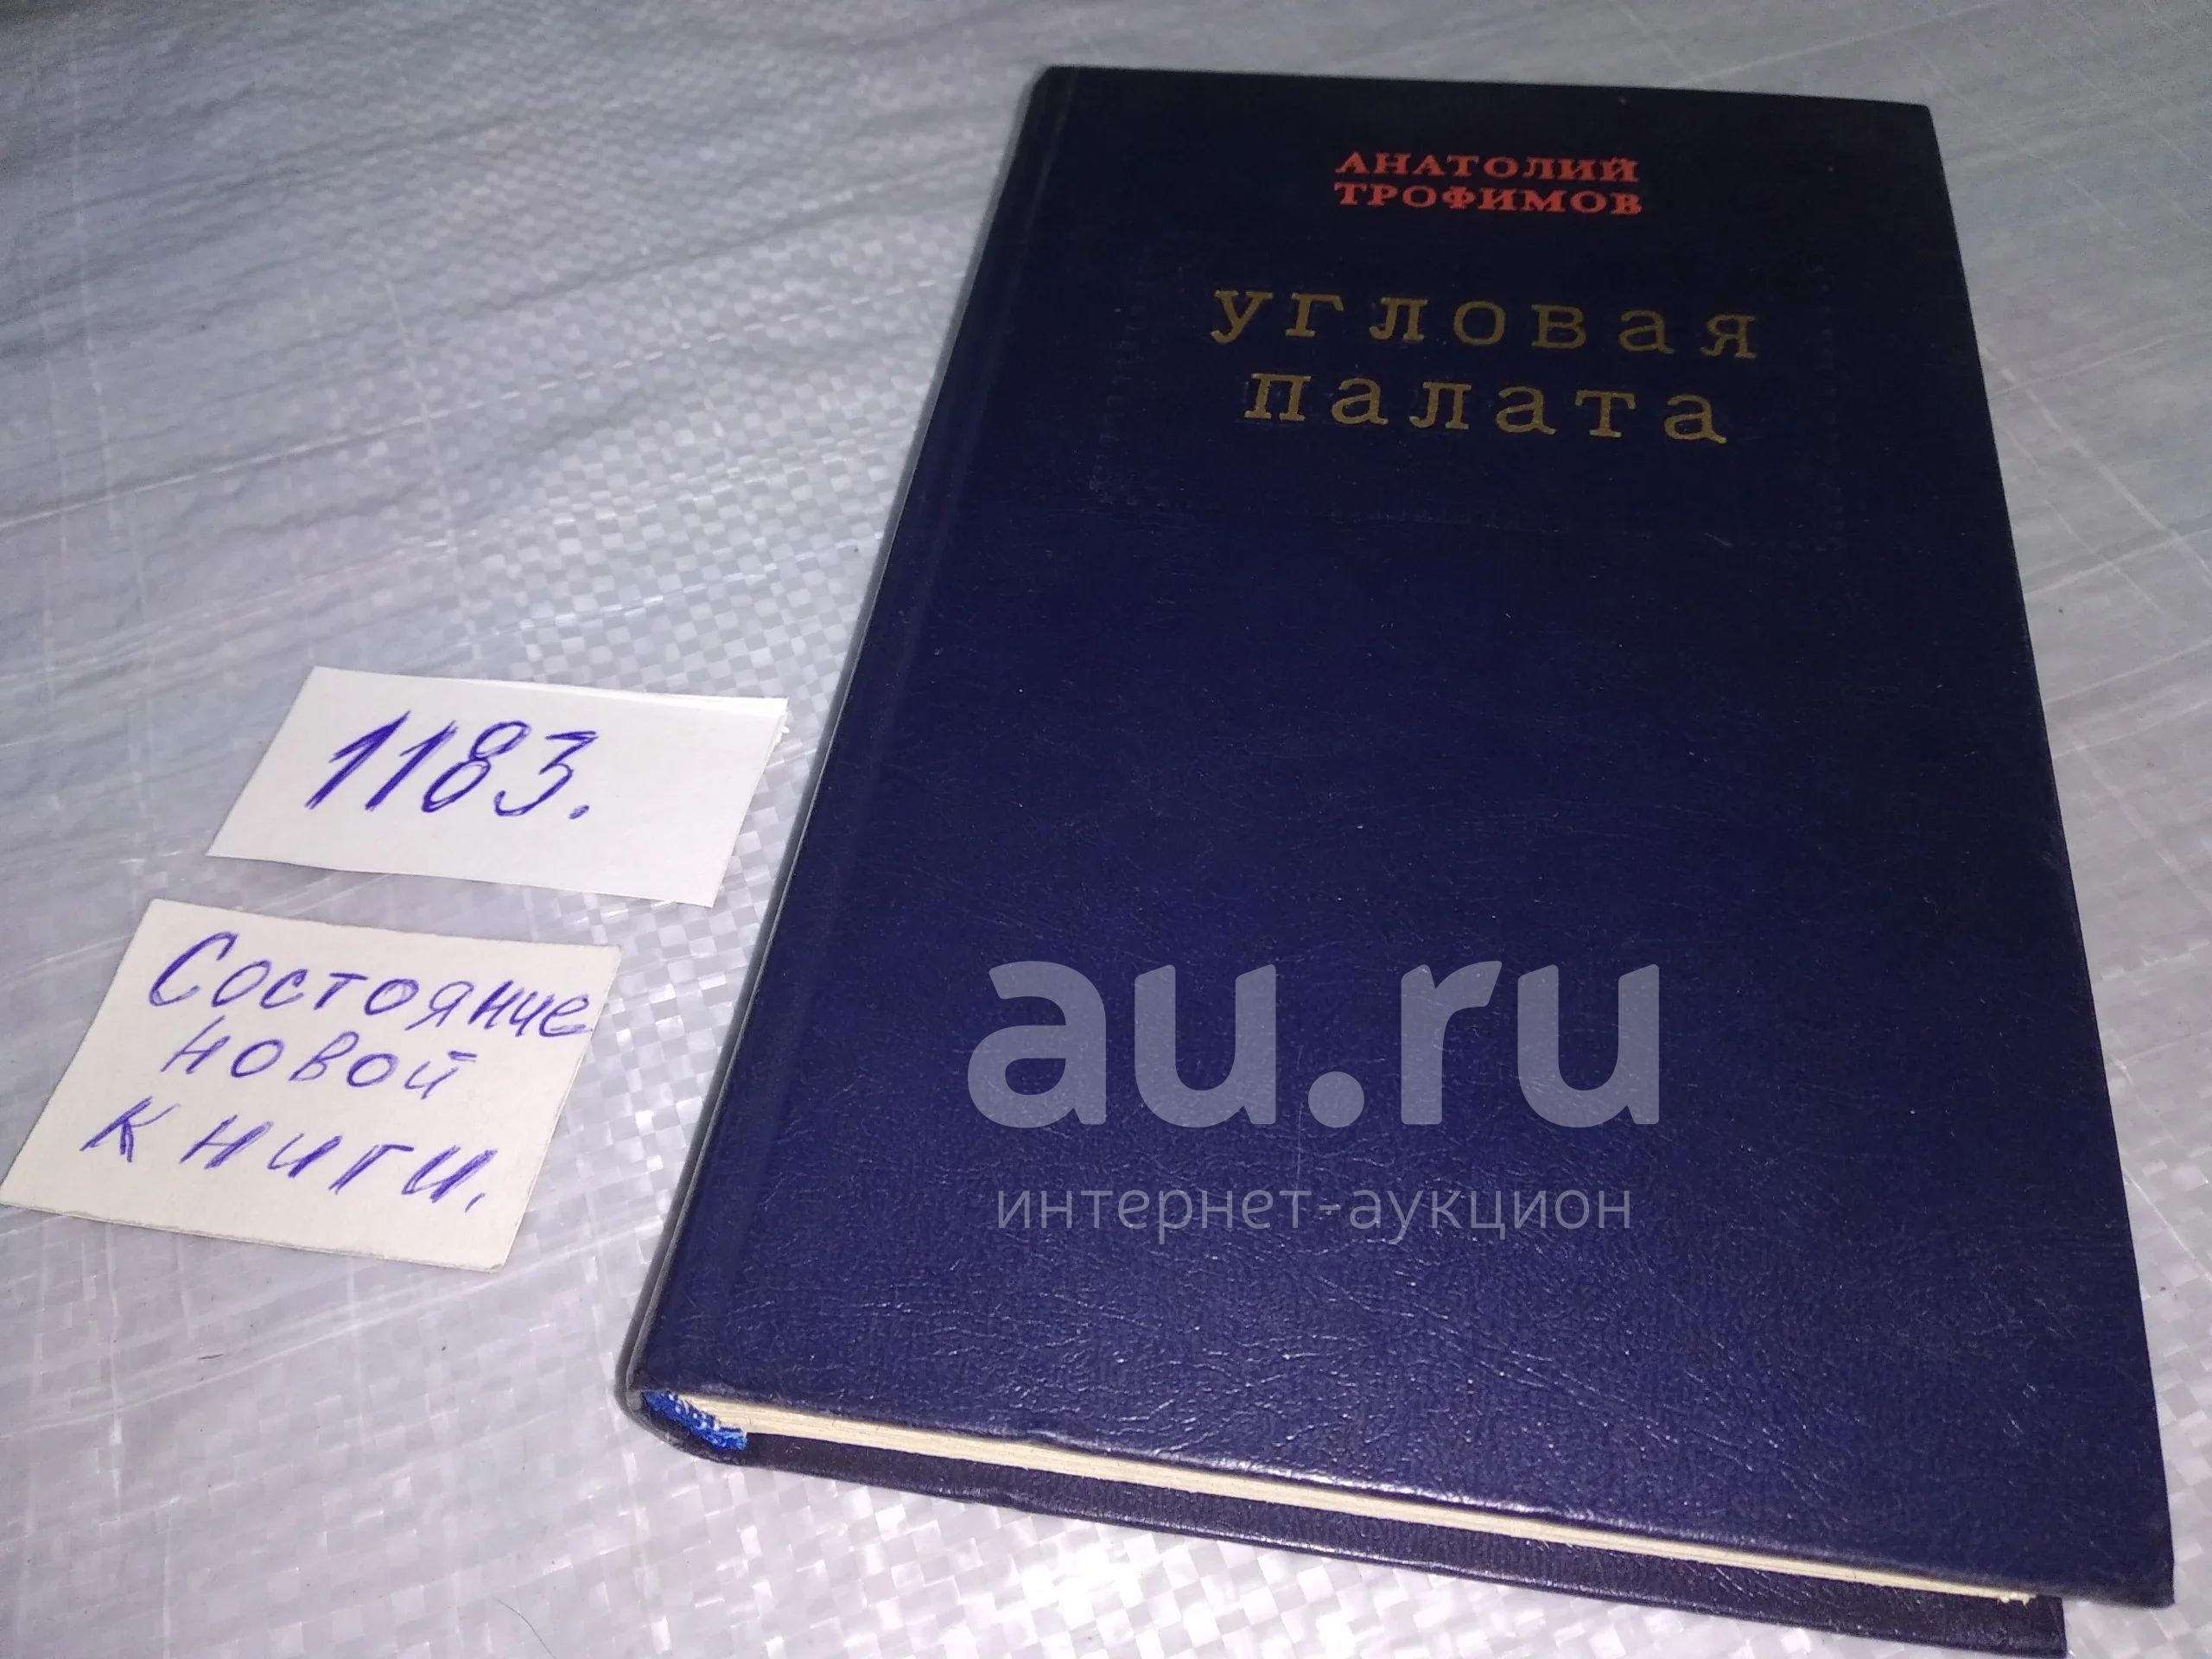 АНАТОЛИЙ
ТРОФИМОВ
угловая
палата
1183.
Состояние
новой
книги.
au.ru
интернет-аукцион